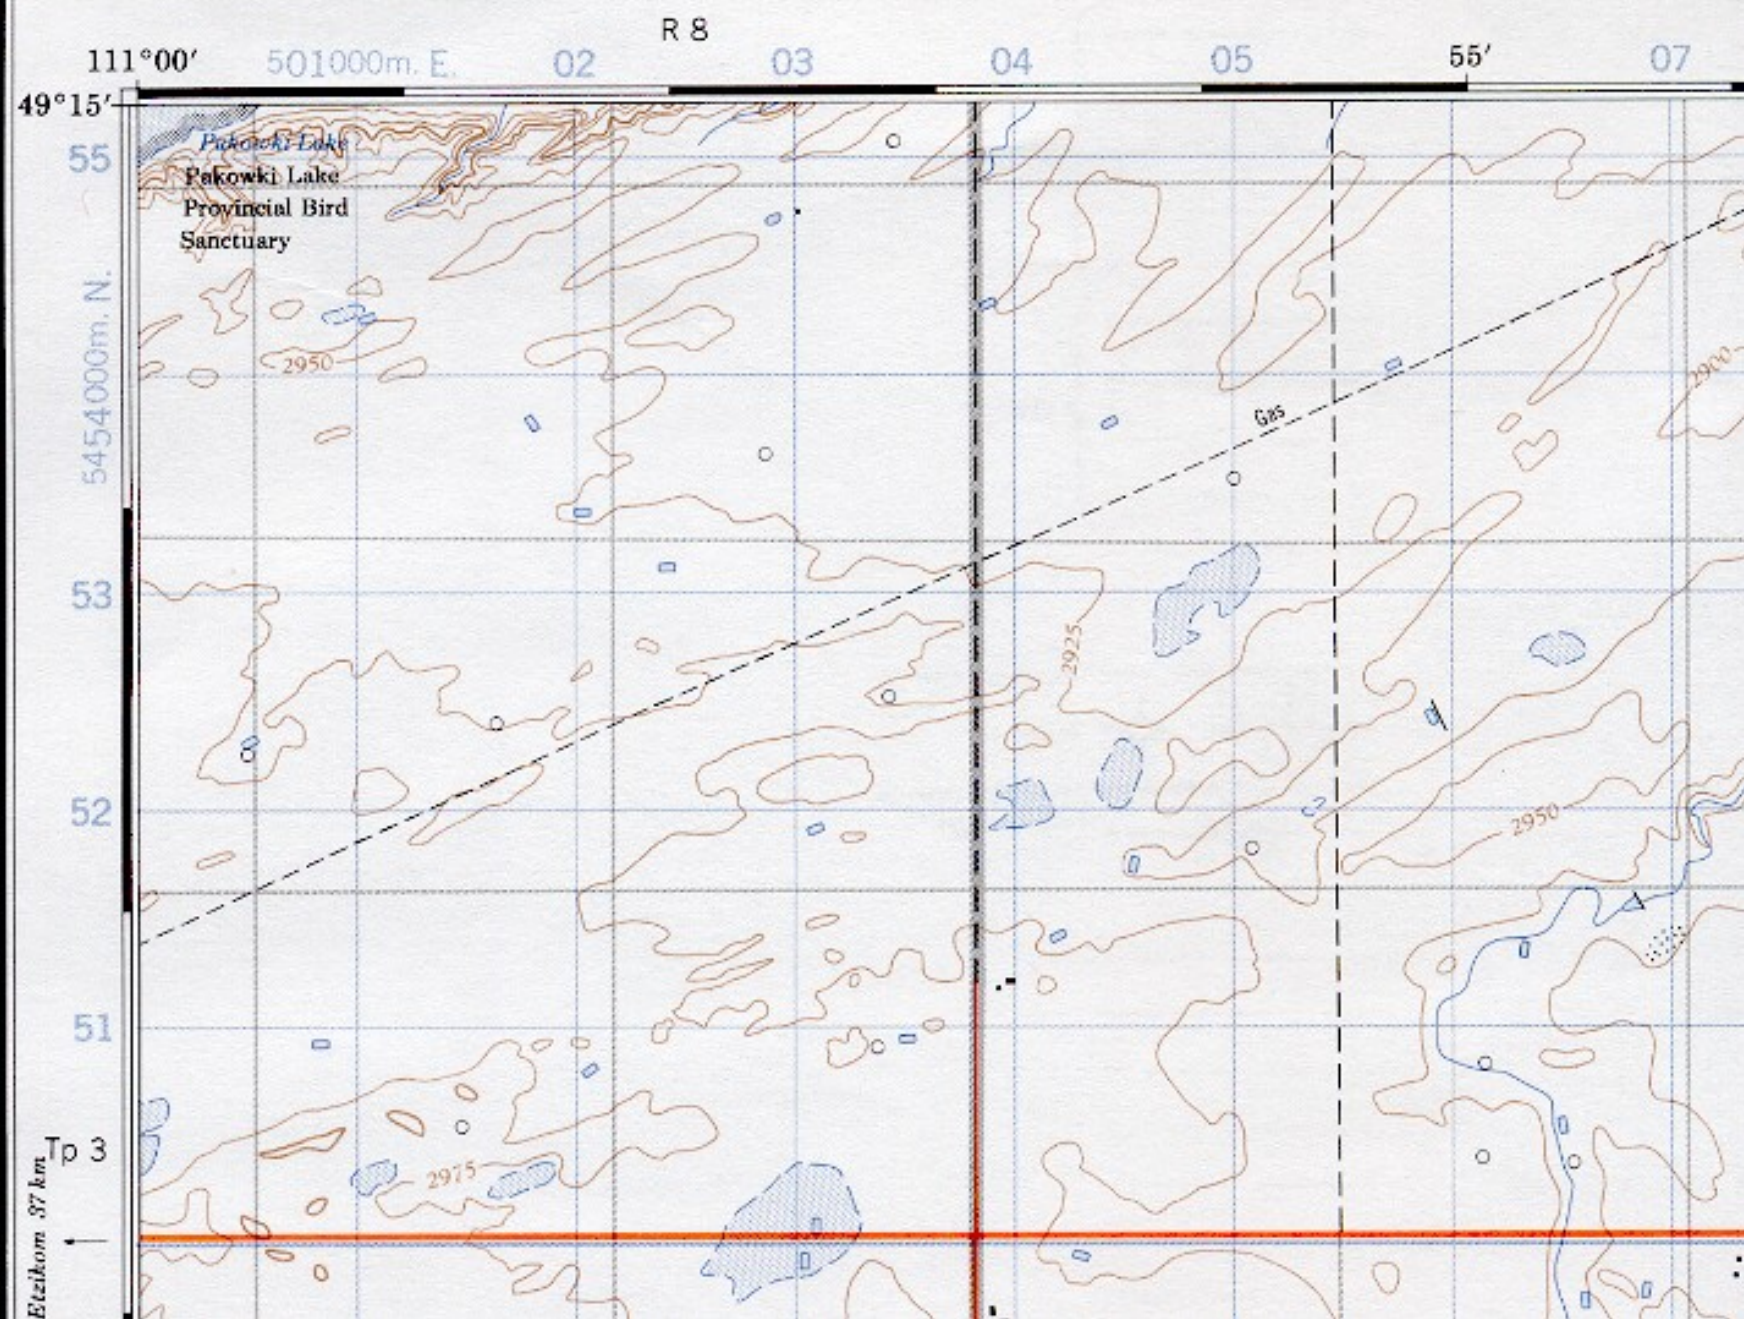 R 8
111°00′ 501000m. E. 02 03 04 05 55′ 07
49°15′
Pakowki Lake
55
Pakowki Lake
Provincial Bird
Sanctuary
5454000m. N.
2950
2900
Gas
53
2925
52
2950
51
Tp 3
2975
Etzikom 37 km